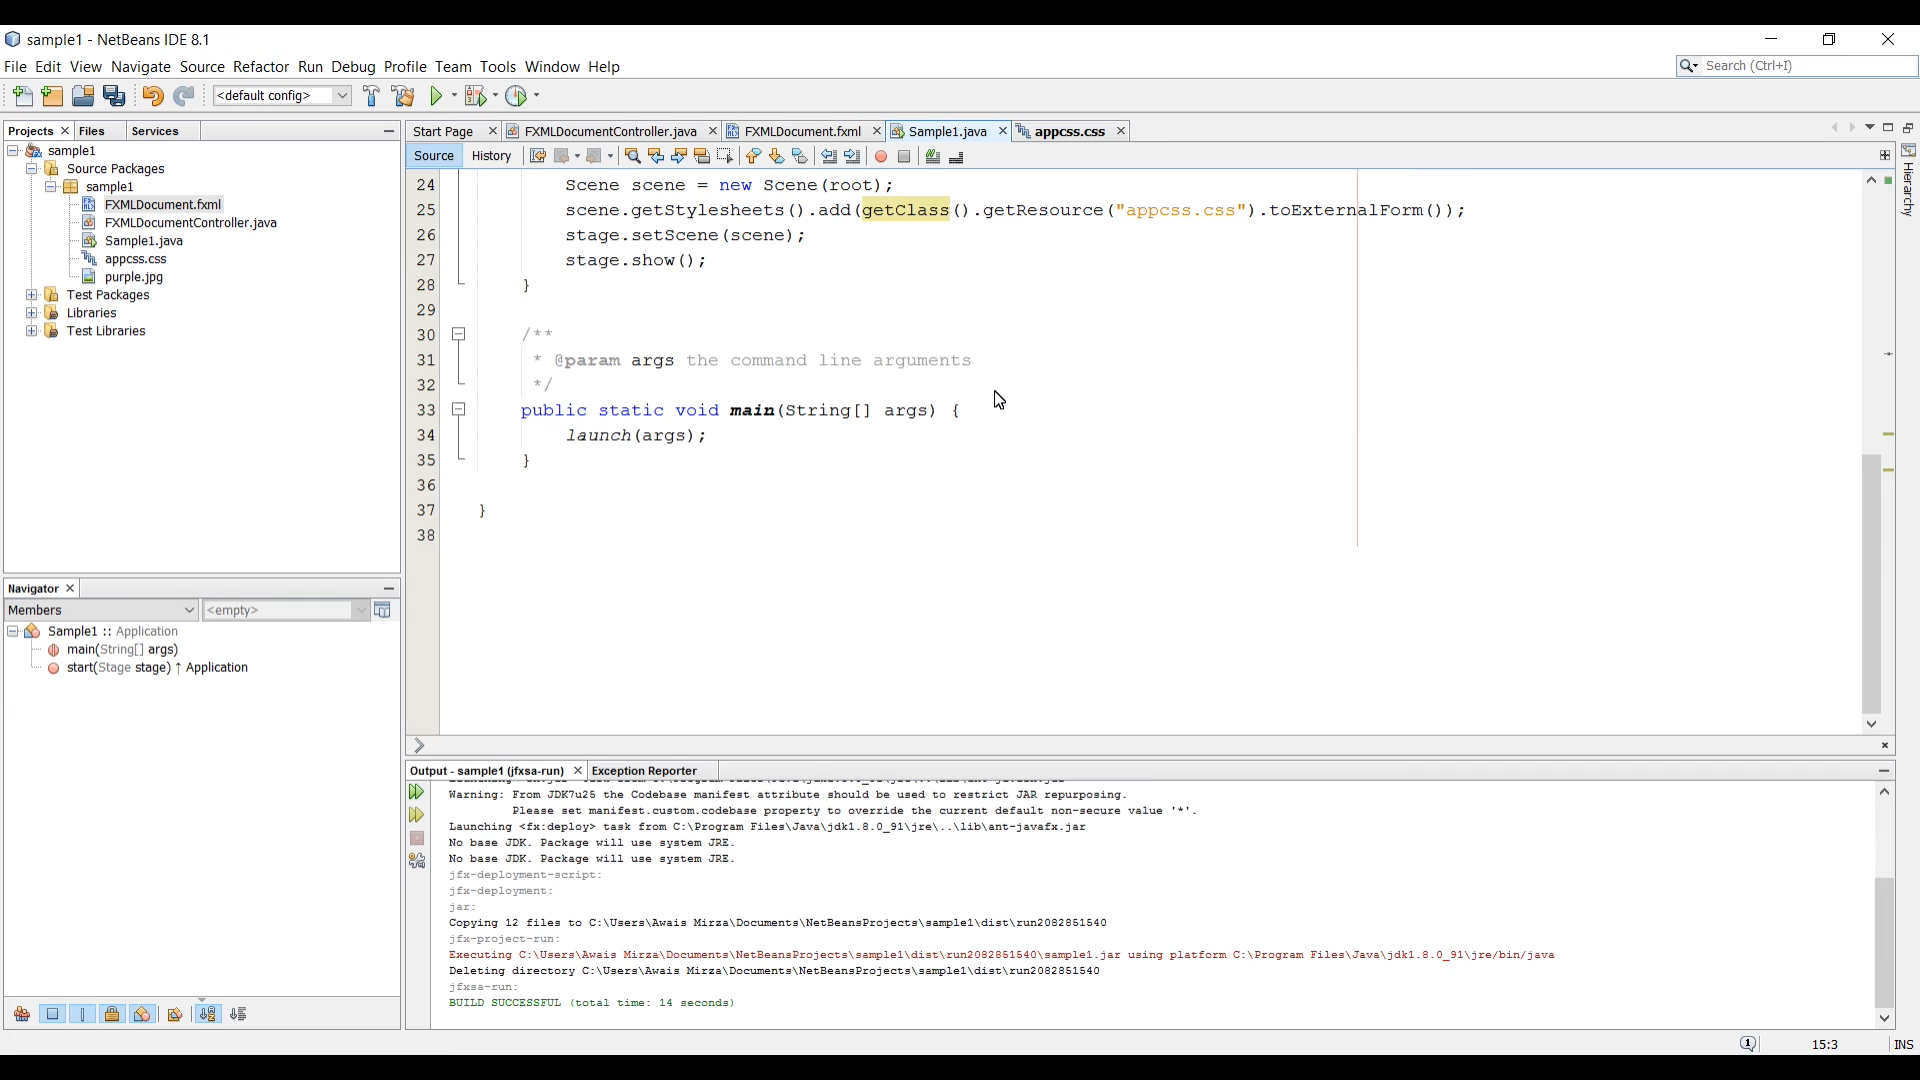 sample1 - NetBeans IDE 8.1
File Edit View Navigate Source Refactor Run Debug Profile Team Tools Window Help
Search (Ctrl+I)
<default config>
Projects Files Services
sample1
Source Packages
sample1
FXMLDocument.fxml
FXMLDocumentController.java
Sample1.java
appcss.css
purple.jpg
Test Packages
Libraries
Test Libraries
Navigator
Members <empty>
Sample1 :: Application
main(String[] args)
start(Stage stage) ↑ Application
Start Page FXMLDocumentController.java FXMLDocument.fxml Sample1.java appcss.css
Source History
24 Scene scene = new Scene(root);
25 scene.getStylesheets().add(getClass().getResource("appcss.css").toExternalForm());
26 stage.setScene(scene);
27 stage.show();
28 }
29
30 /**
31 * @param args the command line arguments
32 */
33 public static void main(String[] args) {
34 launch(args);
35 }
36
37 }
38
Hierarchy
Output - sample1 (jfxsa-run) Exception Reporter
Warning: From JDK7u25 the Codebase manifest attribute should be used to restrict JAR repurposing.
Please set manifest.custom.codebase property to override the current default non-secure value '*'.
Launching <fx:deploy> task from C:\Program Files\Java\jdk1.8.0_91\jre\..\lib\ant-javafx.jar
No base JDK. Package will use system JRE.
No base JDK. Package will use system JRE.
jfx-deployment-script:
jfx-deployment:
jar:
Copying 12 files to C:\Users\Awais Mirza\Documents\NetBeansProjects\sample1\dist\run2082851540
jfx-project-run:
Executing C:\Users\Awais Mirza\Documents\NetBeansProjects\sample1\dist\run2082851540\sample1.jar using platform C:\Program Files\Java\jdk1.8.0_91\jre/bin/java
Deleting directory C:\Users\Awais Mirza\Documents\NetBeansProjects\sample1\dist\run2082851540
jfxsa-run:
BUILD SUCCESSFUL (total time: 14 seconds)
1 15:3 INS